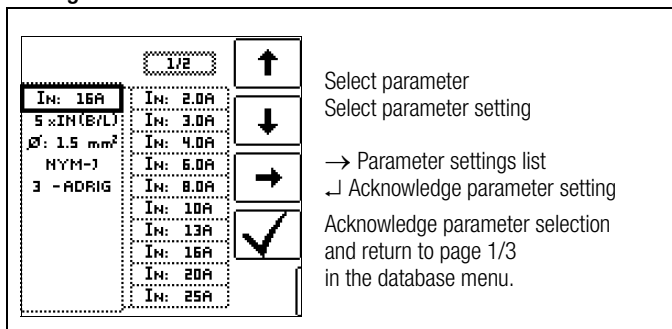 1/2
IN: 16A
5 xIN(B/L)
Ø: 1.5 mm²
NYM-J
3 -ADRIG
IN: 2.0A
IN: 3.0A
IN: 4.0A
IN: 6.0A
IN: 8.0A
IN: 10A
IN: 13A
IN: 16A
IN: 20A
IN: 25A
Select parameter
Select parameter setting
→ Parameter settings list
↵ Acknowledge parameter setting
Acknowledge parameter selection
and return to page 1/3
in the database menu.